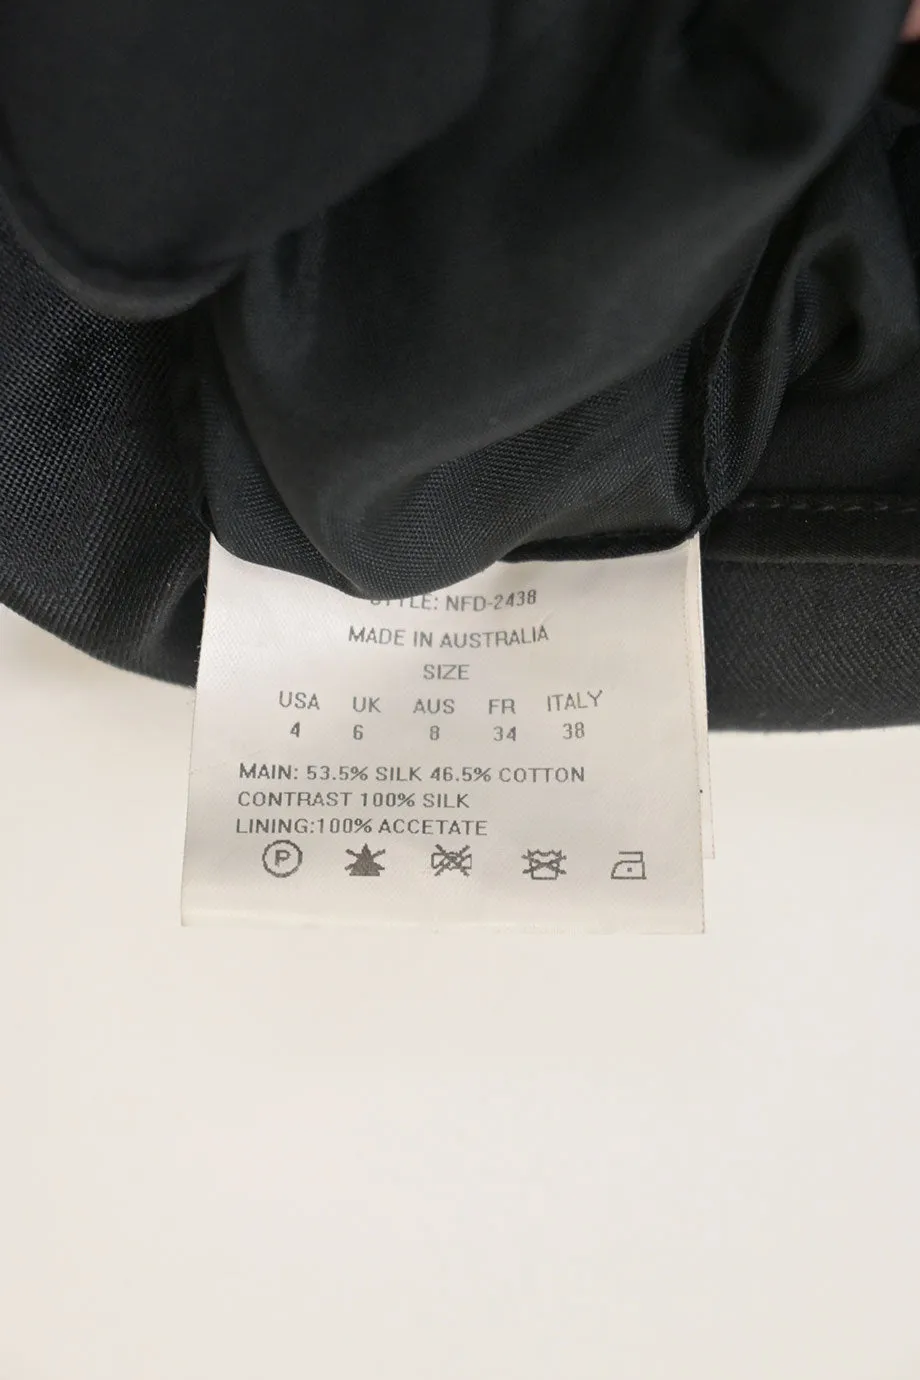 STYLE: NFD-2438
MADE IN AUSTRALIA
SIZE
USA UK AUS FR ITALY
4 6 8 34 38
MAIN: 53.5% SILK 46.5% COTTON
CONTRAST 100% SILK
LINING:100% ACCETATE
P